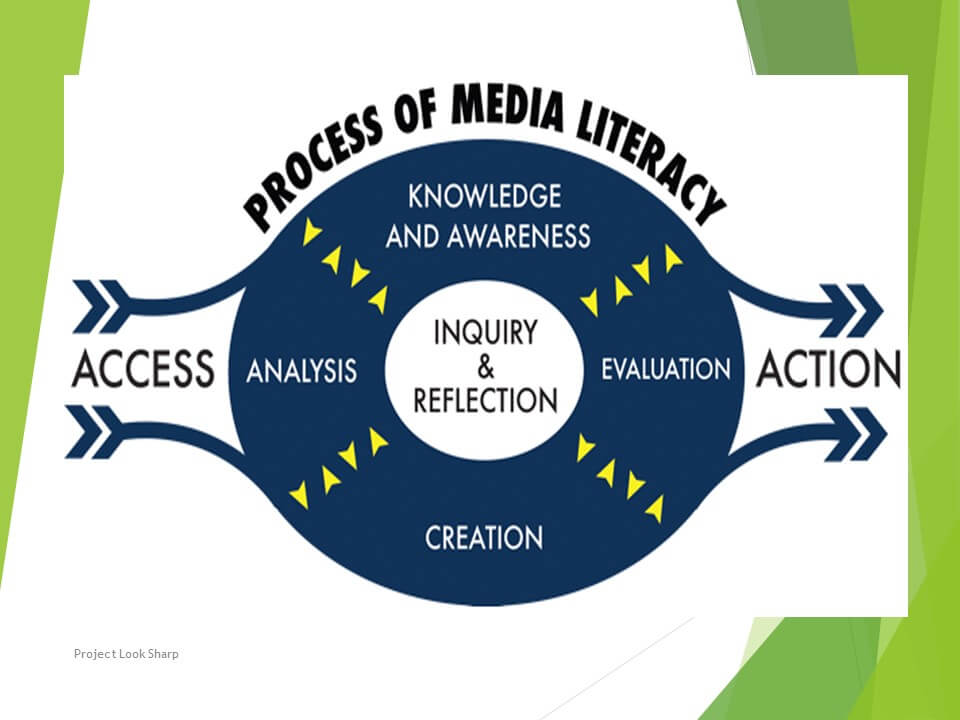 PROCESS OF MEDIA LITERACY
KNOWLEDGE
AND AWARENESS
ACCESS
ANALYSIS
INQUIRY
&
REFLECTION
EVALUATION
ACTION
CREATION
Project Look Sharp